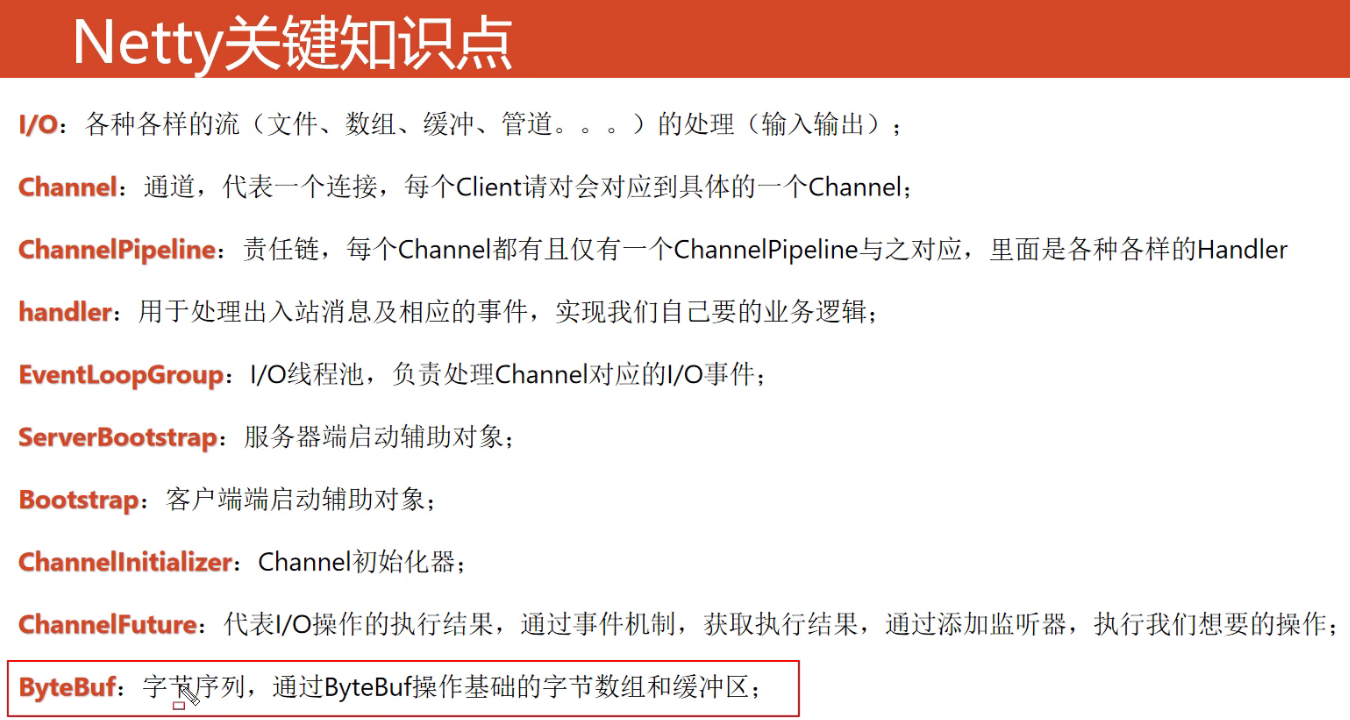 Netty关键知识点
I/O：各种各样的流（文件、数组、缓冲、管道。。。）的处理（输入输出）；
Channel：通道，代表一个连接，每个Client请对会对应到具体的一个Channel；
ChannelPipeline：责任链，每个Channel都有且仅有一个ChannelPipeline与之对应，里面是各种各样的Handler
handler：用于处理出入站消息及相应的事件，实现我们自己要的业务逻辑；
EventLoopGroup：I/O线程池，负责处理Channel对应的I/O事件；
ServerBootstrap：服务器端启动辅助对象；
Bootstrap：客户端端启动辅助对象；
ChannelInitializer：Channel初始化器；
ChannelFuture：代表I/O操作的执行结果，通过事件机制，获取执行结果，通过添加监听器，执行我们想要的操作；
ByteBuf：字节序列，通过ByteBuf操作基础的字节数组和缓冲区；